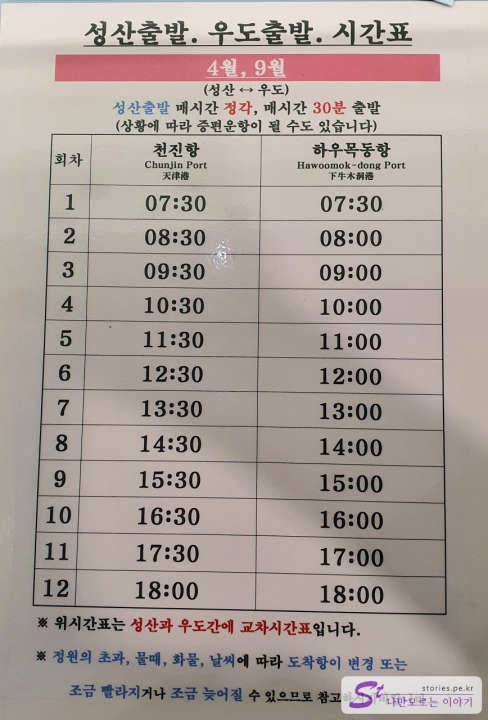 성산출발. 우도출발. 시간표
4월, 9월
(성산 ↔ 우도)
성산출발 매시간 정각, 매시간 30분 출발
(상황에 따라 증편운항이 될 수도 있습니다)
회차 천진항 Chunjin Port 天津港 하우목동항 Hawoomok-dong Port 下牛木洞港
1 07:30 07:30
2 08:30 08:00
3 09:30 09:00
4 10:30 10:00
5 11:30 11:00
6 12:30 12:00
7 13:30 13:00
8 14:30 14:00
9 15:30 15:00
10 16:30 16:00
11 17:30 17:00
12 18:00 18:00
※ 위시간표는 성산과 우도간에 교차시간표입니다.
※ 정원의 초과, 물때, 화물, 날씨에 따라 도착항이 변경 또는
조금 빨라지거나 조금 늦어질 수 있으므로 참고
stories.pe.kr
나만모르는 이야기